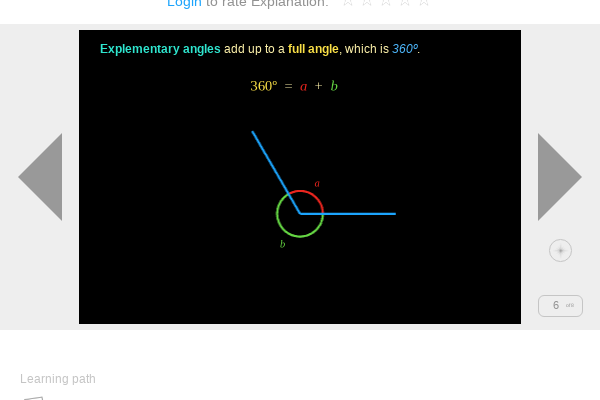 Login to rate Explanation: ☆ ☆ ☆ ☆ ☆
Explementary angles add up to a full angle, which is 360º.
360° = a + b
a
b
6
Learning path